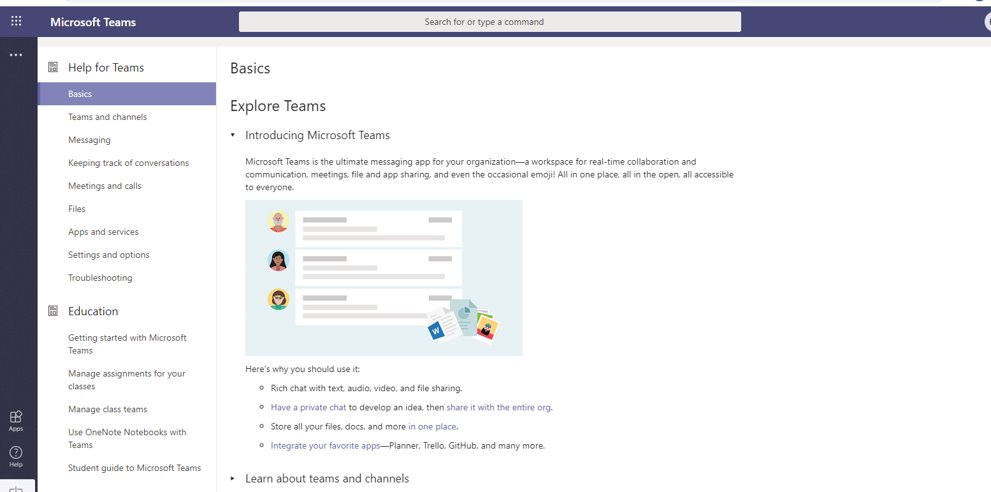 Microsoft Teams
Search for or type a command
Help for Teams
Basics
Teams and channels
Messaging
Keeping track of conversations
Meetings and calls
Files
Apps and services
Settings and options
Troubleshooting
Education
Getting started with Microsoft
Teams
Manage assignments for your
classes
Manage class teams
Use OneNote Notebooks with
Teams
Student guide to Microsoft Teams
Apps
Help
Basics
Explore Teams
Introducing Microsoft Teams
Microsoft Teams is the ultimate messaging app for your organization—a workspace for real-time collaboration and
communication, meetings, file and app sharing, and even the occasional emoji! All in one place, all in the open, all accessible
to everyone.
W
Here's why you should use it:
Rich chat with text, audio, video, and file sharing.
Have a private chat to develop an idea, then share it with the entire org.
Store all your files, docs, and more in one place.
Integrate your favorite apps—Planner, Trello, GitHub, and many more.
Learn about teams and channels